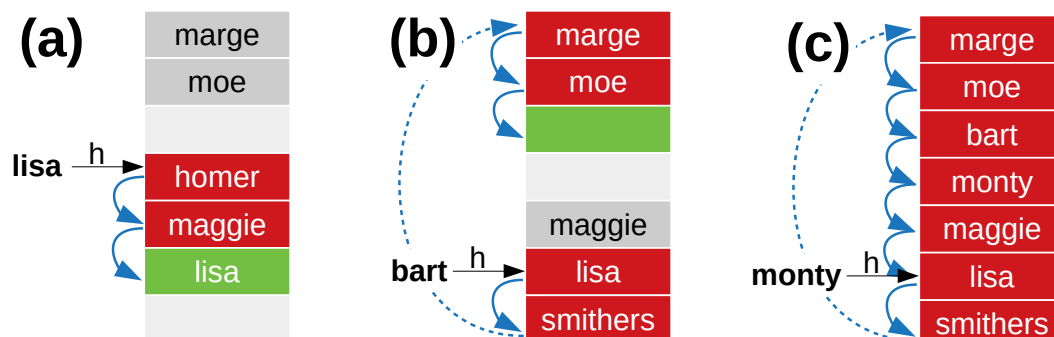 (a)
marge
moe
lisa
h
homer
maggie
lisa
(b)
marge
moe
maggie
bart
h
lisa
smithers
(c)
marge
moe
bart
monty
maggie
monty
h
lisa
smithers